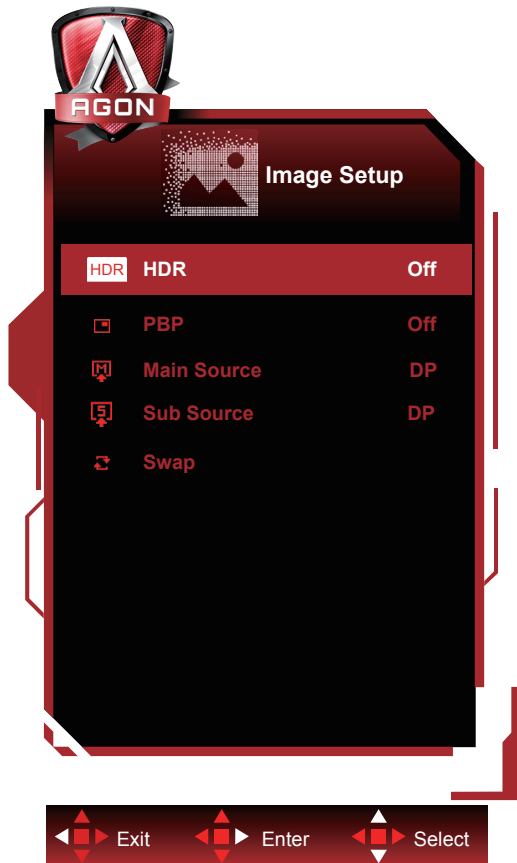 AGON
Image Setup
HDR HDR Off
PBP Off
M Main Source DP
S Sub Source DP
Swap
Exit Enter Select